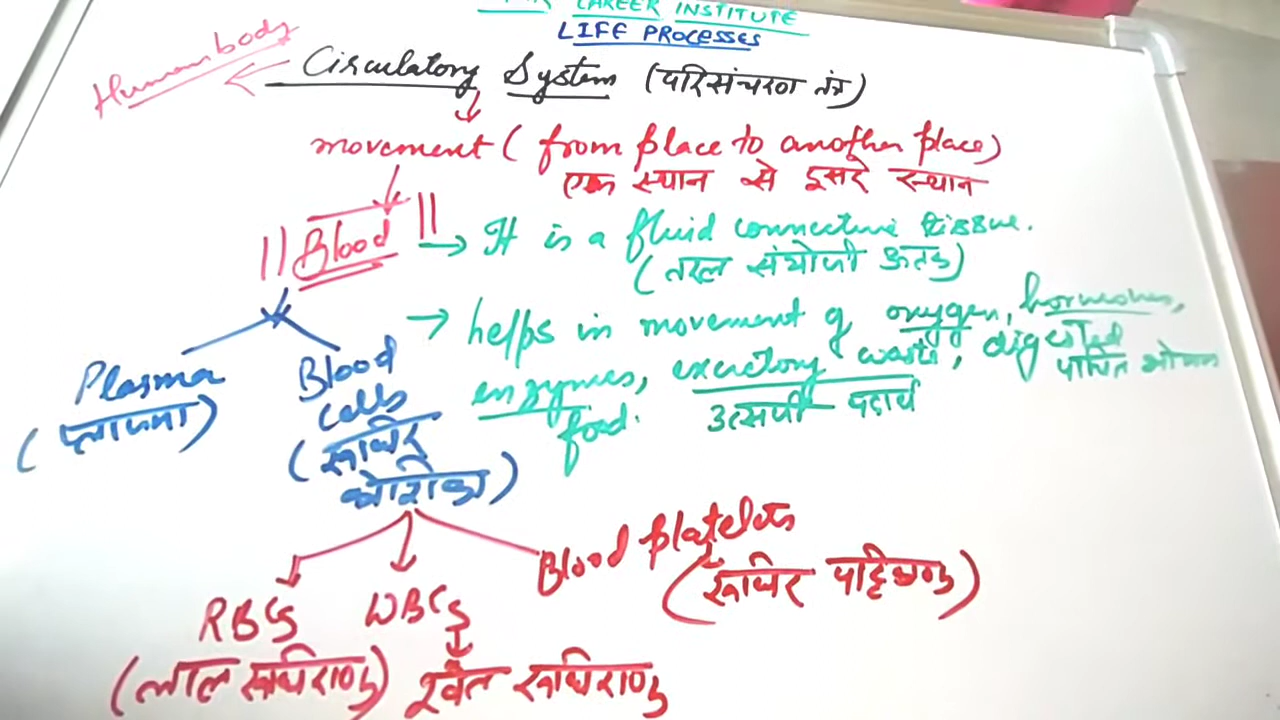 CAREER INSTITUTE
LIFE PROCESSES
Human body ← Circulatory System (परिसंचरण तंत्र)
movement ( from place to another place)
एक स्थान से दूसरे स्थान
|| Blood || → It is a fluid connective tissue.
(तरल संयोजी ऊतक)
→ helps in movement of oxygen, hormones,
enzymes, excretory waste, digested
food. उत्सर्जी पदार्थ पाचित भोजन
Plasma
(प्लाज्मा)
Blood
Cells
(रूधिर
कोशिका)
RBCs WBCs Blood platelets
(रूधिर पट्टिकाणु)
(लाल रूधिराणु) श्वेत रूधिराणु